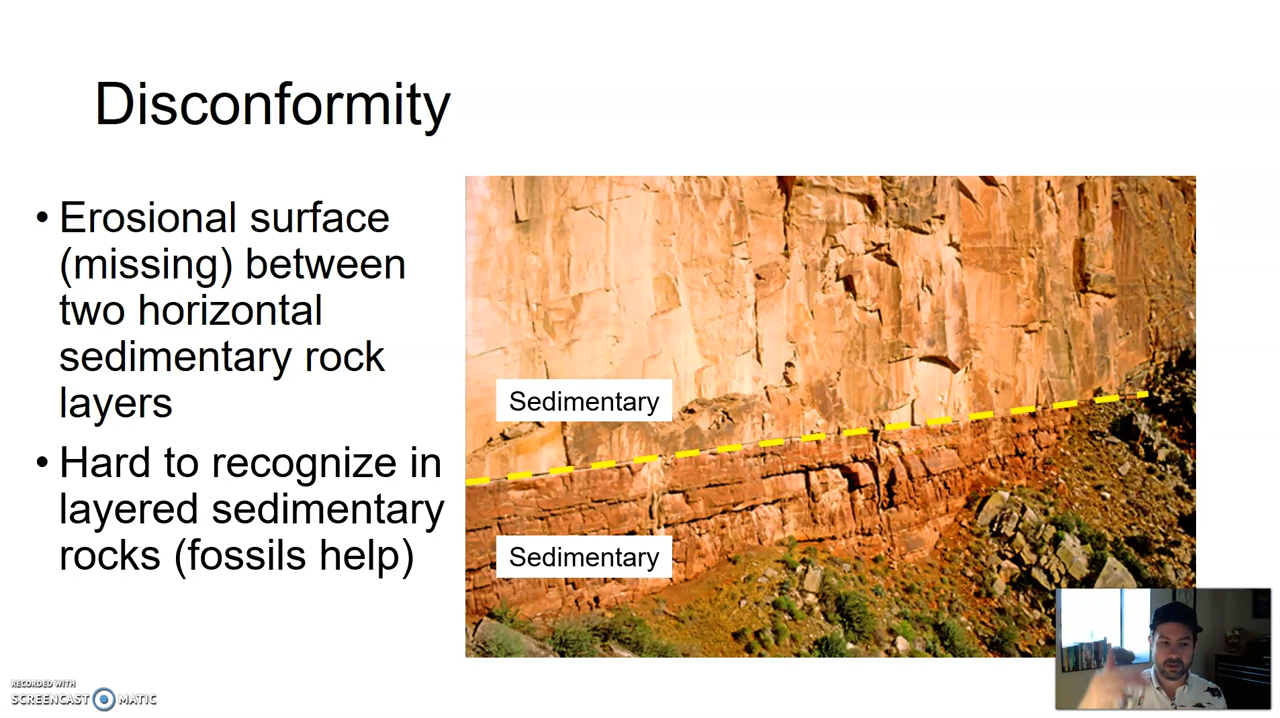 Disconformity
• Erosional surface
(missing) between
two horizontal
sedimentary rock
layers
• Hard to recognize in
layered sedimentary
rocks (fossils help)
Sedimentary
Sedimentary
RECORDED WITH
SCREENCAST MATIC